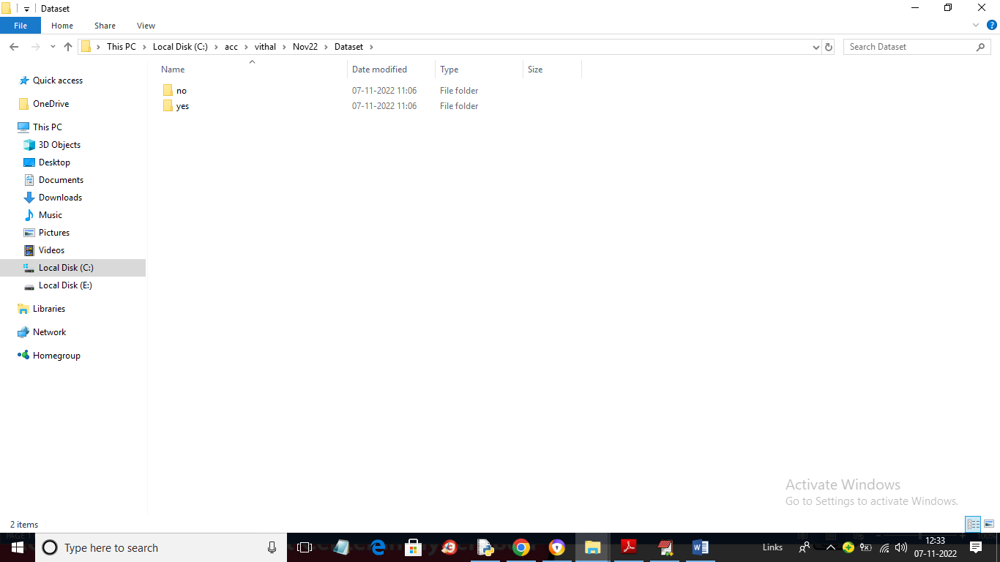 Dataset
File Home Share View
This PC Local Disk (C:) acc vithal Nov22 Dataset
Search Dataset
Name Date modified Type Size
no 07-11-2022 11:06 File folder
yes 07-11-2022 11:06 File folder
Quick access
OneDrive
This PC
3D Objects
Desktop
Documents
Downloads
Music
Pictures
Videos
Local Disk (C:)
Local Disk (E:)
Libraries
Network
Homegroup
Activate Windows
Go to Settings to activate Windows.
2 items
PAGE 1
100%
Type here to search
Links
12:33
07-11-2022